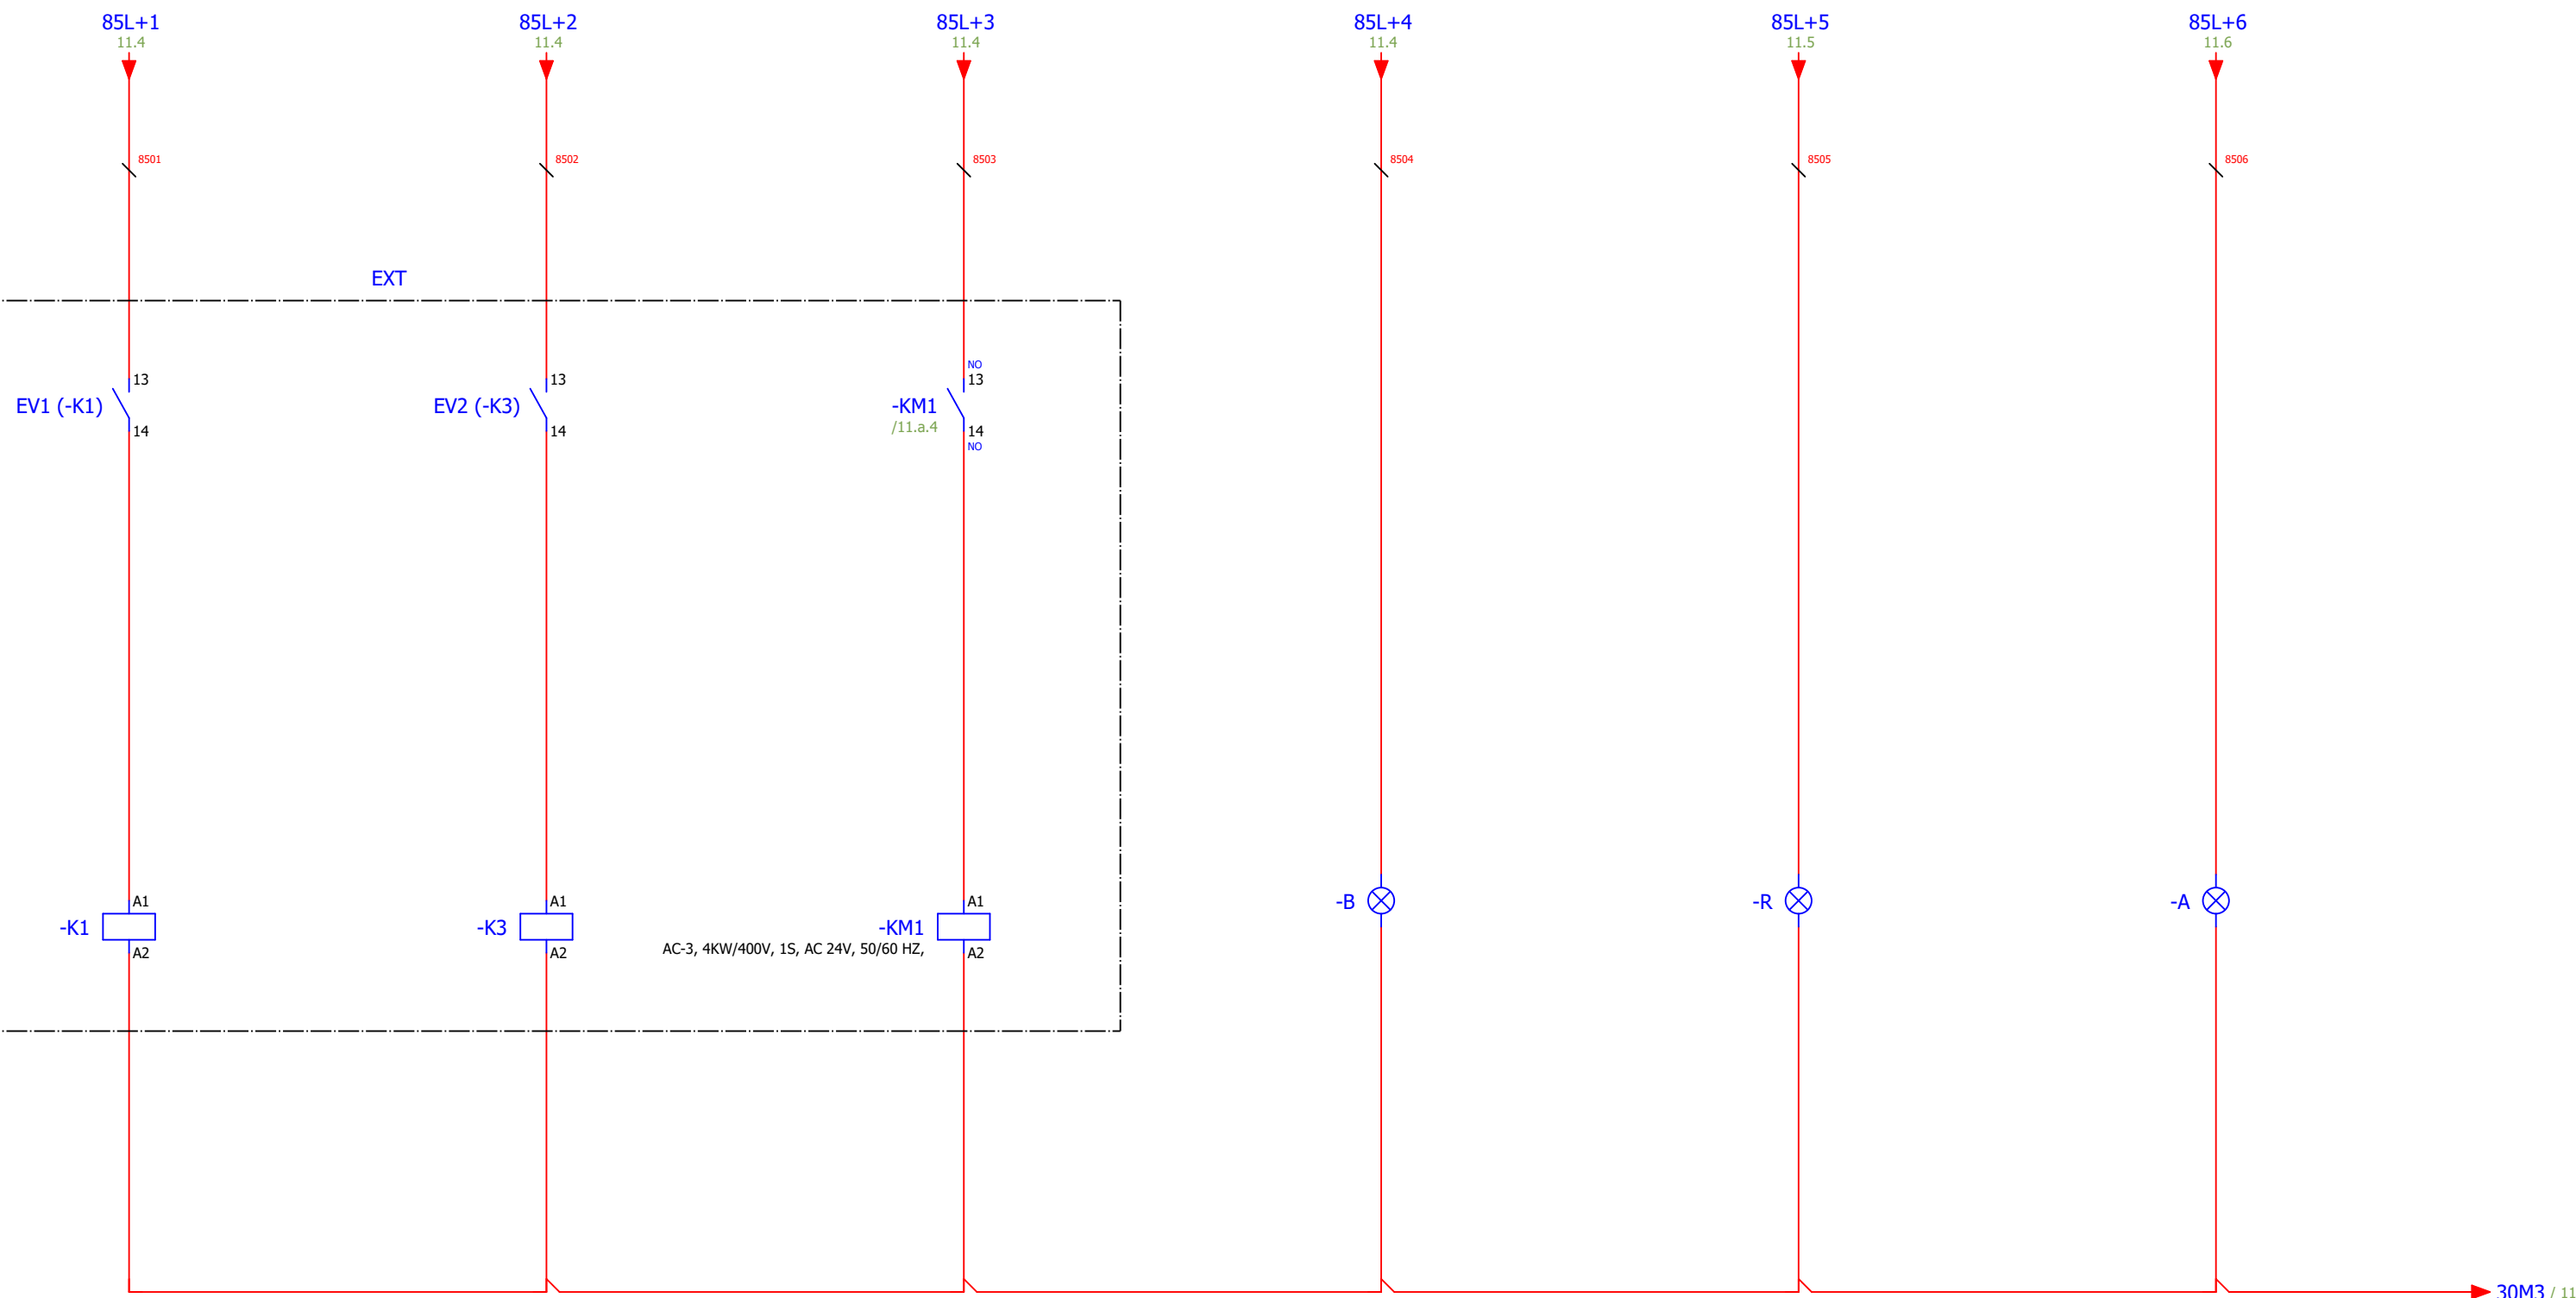 85L+1 85L+2 85L+3 85L+4 85L+5 85L+6
11.4 11.4 11.4 11.4 11.5 11.6
8501 8502 8503 8504 8505 8506
EXT
NO
13 13 13
EV1 (-K1) EV2 (-K3) -KM1
/11.a.4
14 14 14
NO
A1 A1 A1
-B -R -A
-K1 -K3 -KM1
AC-3, 4KW/400V, 1S, AC 24V, 50/60 HZ,
A2 A2 A2
30M3 / 11